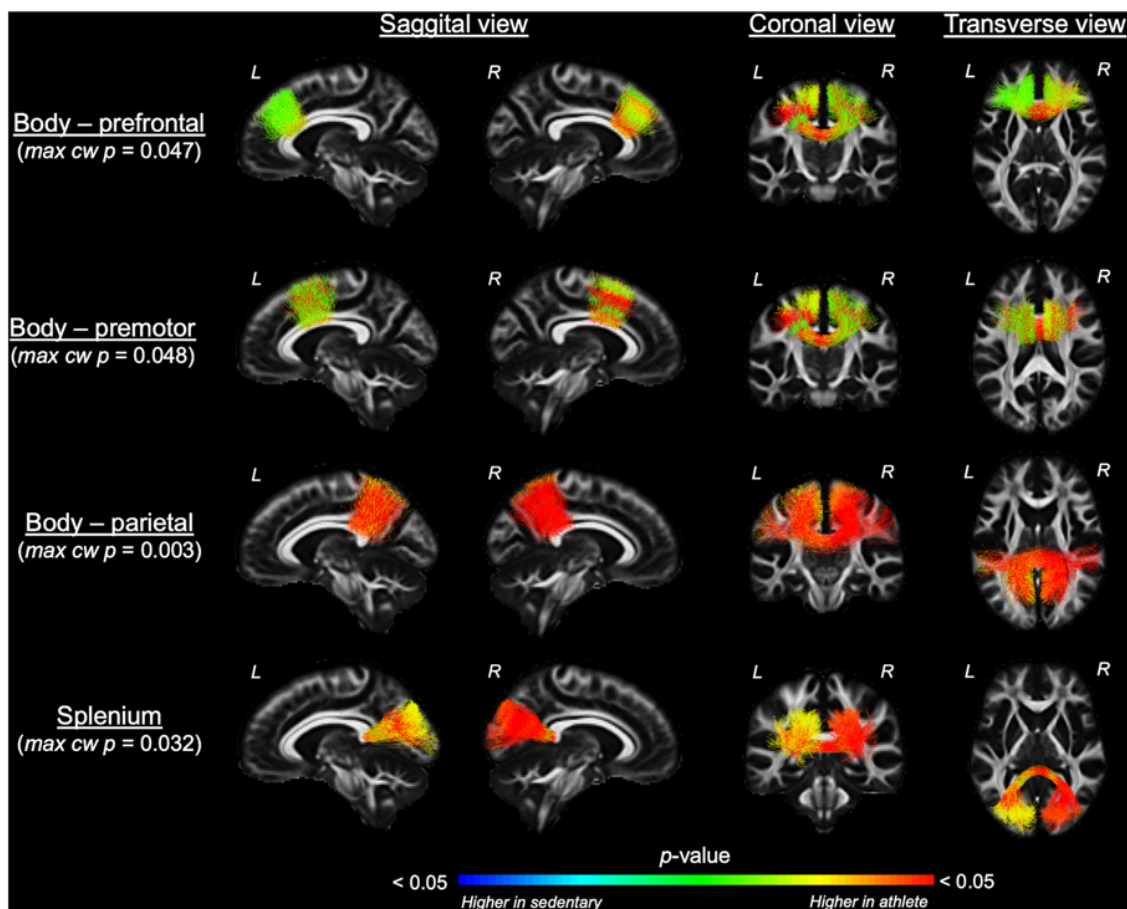 Saggital view Coronal view Transverse view
L R L R L R
Body – prefrontal
(max cw p = 0.047)
L R L R L R
Body – premotor
(max cw p = 0.048)
L R L R L R
Body – parietal
(max cw p = 0.003)
L R L R L R
Splenium
(max cw p = 0.032)
p-value
< 0.05 < 0.05
Higher in sedentary Higher in athlete